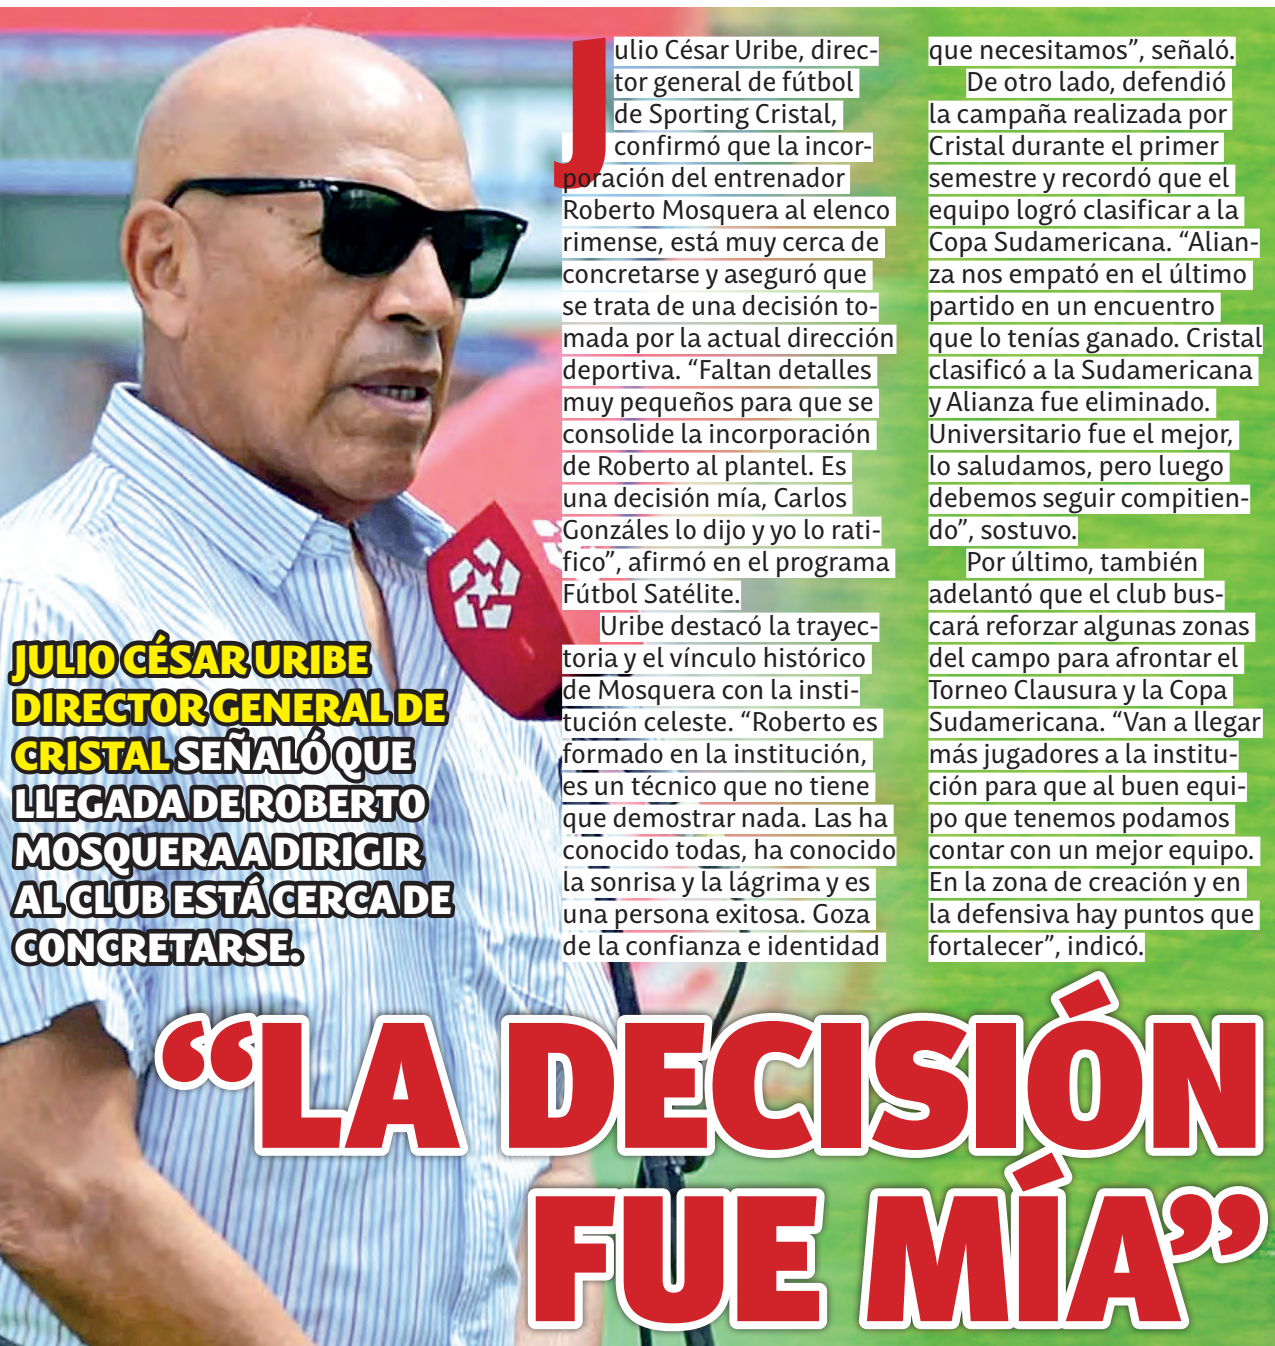 Julio César Uribe, direc-
tor general de fútbol
de Sporting Cristal,
confirmó que la incor-
poración del entrenador
Roberto Mosquera al elenco
rimense, está muy cerca de
concretarse y aseguró que
se trata de una decisión to-
mada por la actual dirección
deportiva. “Faltan detalles
muy pequeños para que se
consolide la incorporación
de Roberto al plantel. Es
una decisión mía, Carlos
Gonzáles lo dijo y yo lo rati-
fico”, afirmó en el programa
Fútbol Satélite.
Uribe destacó la trayec-
toria y el vínculo histórico
de Mosquera con la insti-
tución celeste. “Roberto es
formado en la institución,
es un técnico que no tiene
que demostrar nada. Las ha
conocido todas, ha conocido
la sonrisa y la lágrima y es
una persona exitosa. Goza
de la confianza e identidad
que necesitamos”, señaló.
De otro lado, defendió
la campaña realizada por
Cristal durante el primer
semestre y recordó que el
equipo logró clasificar a la
Copa Sudamericana. “Alian-
za nos empató en el último
partido en un encuentro
que lo tenías ganado. Cristal
clasificó a la Sudamericana
y Alianza fue eliminado.
Universitario fue el mejor,
lo saludamos, pero luego
debemos seguir compitien-
do”, sostuvo.
Por último, también
adelantó que el club bus-
cará reforzar algunas zonas
del campo para afrontar el
Torneo Clausura y la Copa
Sudamericana. “Van a llegar
más jugadores a la institu-
ción para que al buen equi-
po que tenemos podamos
contar con un mejor equipo.
En la zona de creación y en
la defensiva hay puntos que
fortalecer”, indicó.
JULIO CÉSAR URIBE
DIRECTOR GENERAL DE
CRISTAL SEÑALÓ QUE
LLEGADA DE ROBERTO
MOSQUERA A DIRIGIR
AL CLUB ESTÁ CERCA DE
CONCRETARSE.
“LA DECISIÓN
FUE MÍA”